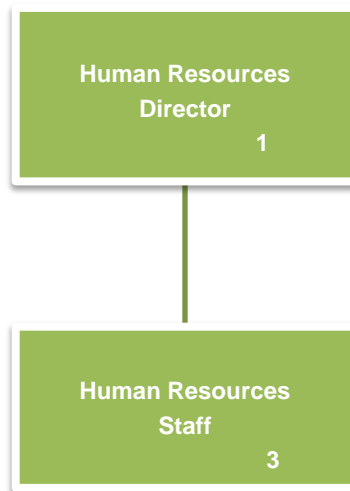 Human Resources
Director
1
Human Resources
Staff
3